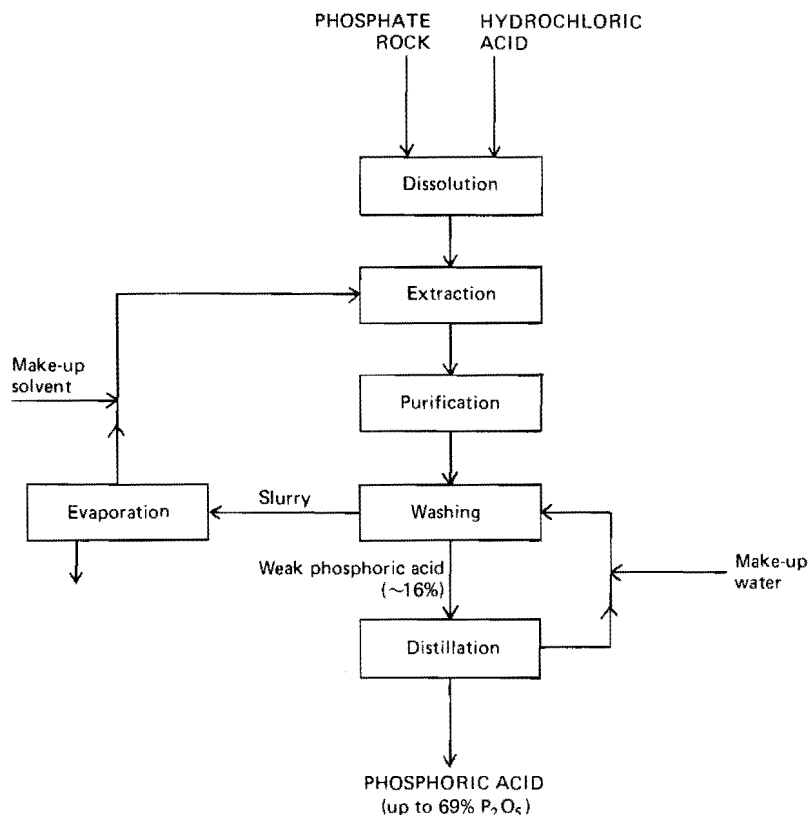 PHOSPHATE
ROCK
HYDROCHLORIC
ACID
Dissolution
Extraction
Make-up
solvent
Purification
Evaporation
Slurry
Washing
Weak phosphoric acid
(~16%)
Make-up
water
Distillation
PHOSPHORIC ACID
(up to 69% P₂O₅)